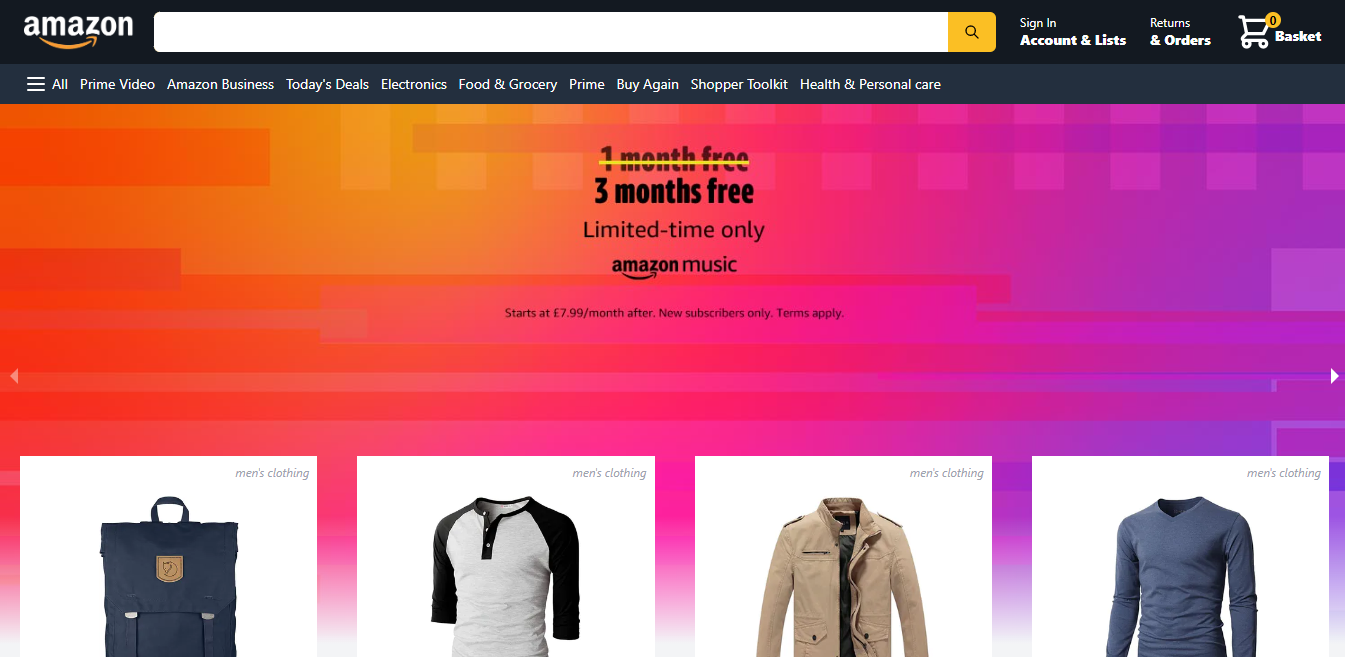 amazon
Sign In
Account & Lists
Returns
& Orders
0
Basket
All Prime Video Amazon Business Today's Deals Electronics Food & Grocery Prime Buy Again Shopper Toolkit Health & Personal care
1 month free
3 months free
Limited-time only
amazon music
Starts at £7.99/month after. New subscribers only. Terms apply.
men's clothing men's clothing men's clothing men's clothing